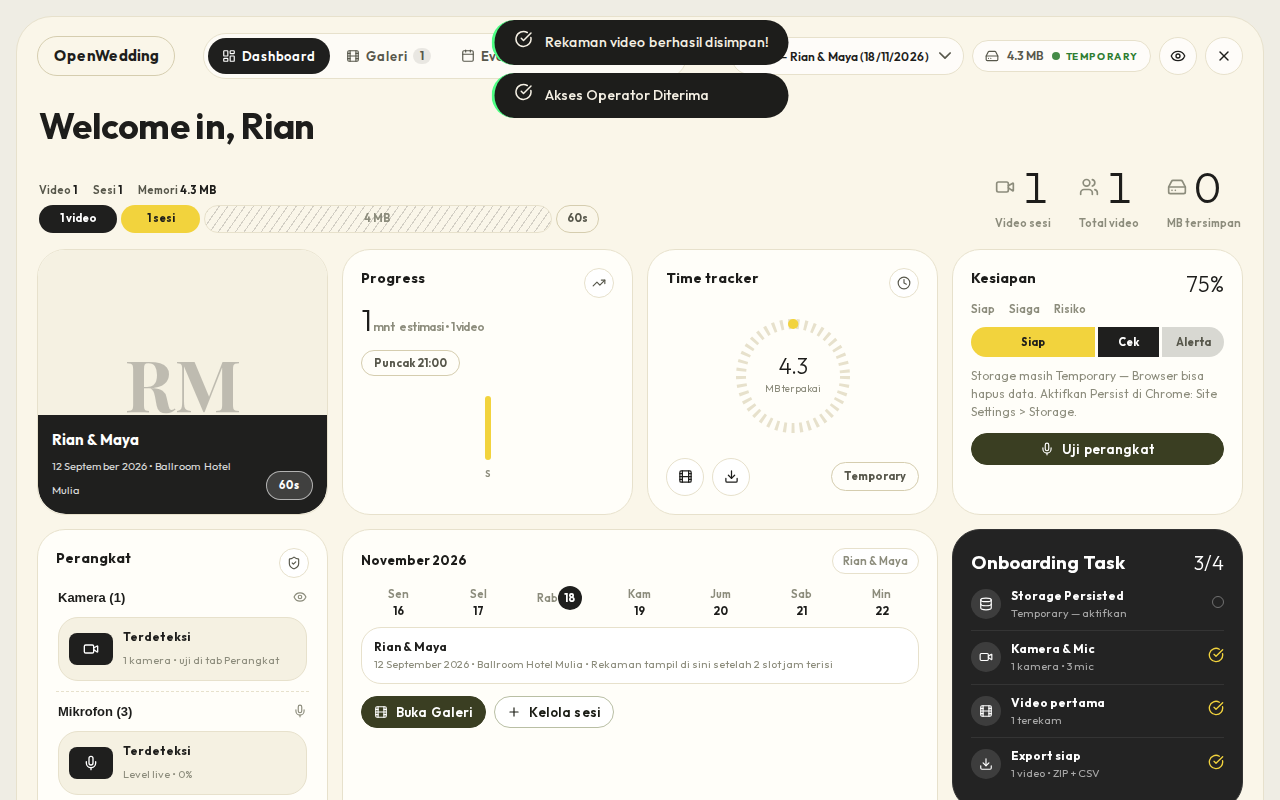 OpenWedding
Dashboard
Galeri 1
Rekaman video berhasil disimpan!
Akses Operator Diterima
– Rian & Maya (18/11/2026)
4.3 MB TEMPORARY
Welcome in, Rian
Video 1 Sesi 1 Memori 4.3 MB
1 video 1 sesi 4 MB 60s
1 1 0
Video sesi Total video MB tersimpan
RM
Rian & Maya
12 September 2026 • Ballroom Hotel
Mulia
60s
Progress
1 mnt estimasi • 1 video
Puncak 21:00
S
Time tracker
4.3
MB terpakai
Temporary
Kesiapan
75%
Siap Siaga Risiko
Siap Cek Alerta
Storage masih Temporary — Browser bisa
hapus data. Aktifkan Persist di Chrome: Site
Settings > Storage.
Uji perangkat
Perangkat
Kamera (1)
Terdeteksi
1 kamera • uji di tab Perangkat
Mikrofon (3)
Terdeteksi
Level live • 0%
November 2026
Rian & Maya
Sen Sel Rab 18 Kam Jum Sab Min
16 17 19 20 21 22
Rian & Maya
12 September 2026 • Ballroom Hotel Mulia • Rekaman tampil di sini setelah 2 slot jam terisi
Buka Galeri
Kelola sesi
Onboarding Task 3/4
Storage Persisted
Temporary — aktifkan
Kamera & Mic
1 kamera • 3 mic
Video pertama
1 terekam
Export siap
1 video • ZIP + CSV